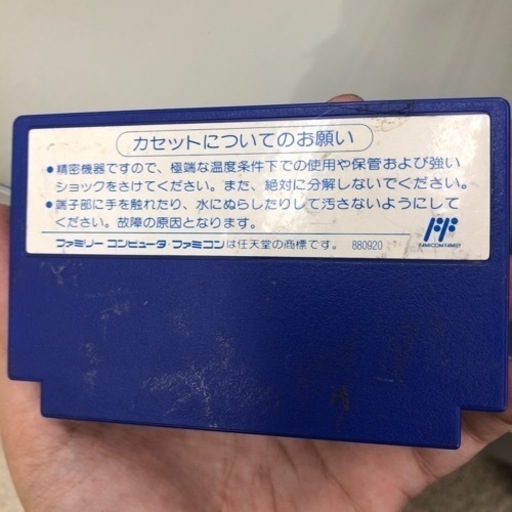 カセットについてのお願い
●精密機器ですので、極端な温度条件下での使用や保管および強い
ショックをさけてください。また、絶対に分解しないでください。
●端子部に手を触れたり、水にぬらしたりして汚さないようにして
ください。故障の原因となります。
ファミリーコンピュータ・ファミコンは任天堂の商標です。 880920
FAMICOM FAMILY